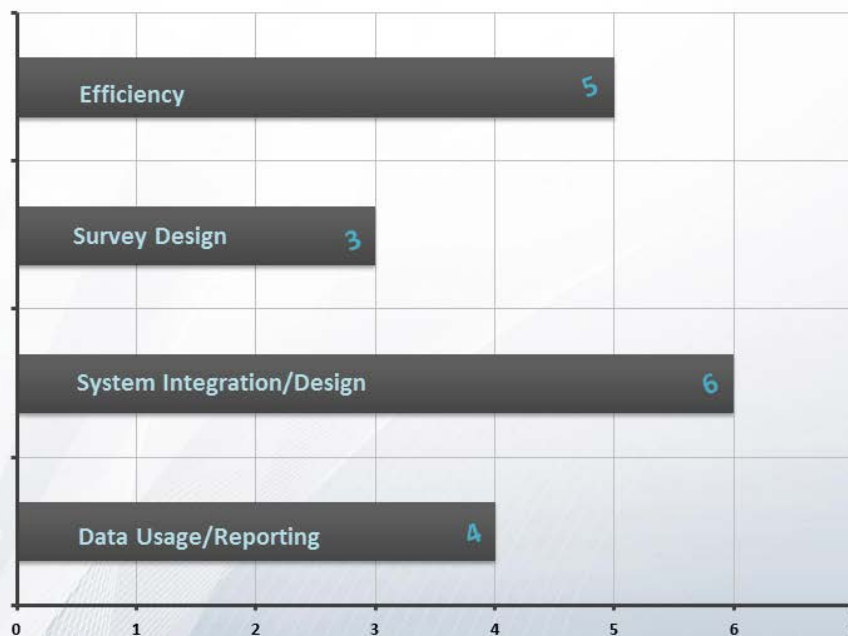 Efficiency 5
Survey Design 3
System Integration/Design 6
Data Usage/Reporting 4
0 1 2 3 4 5 6